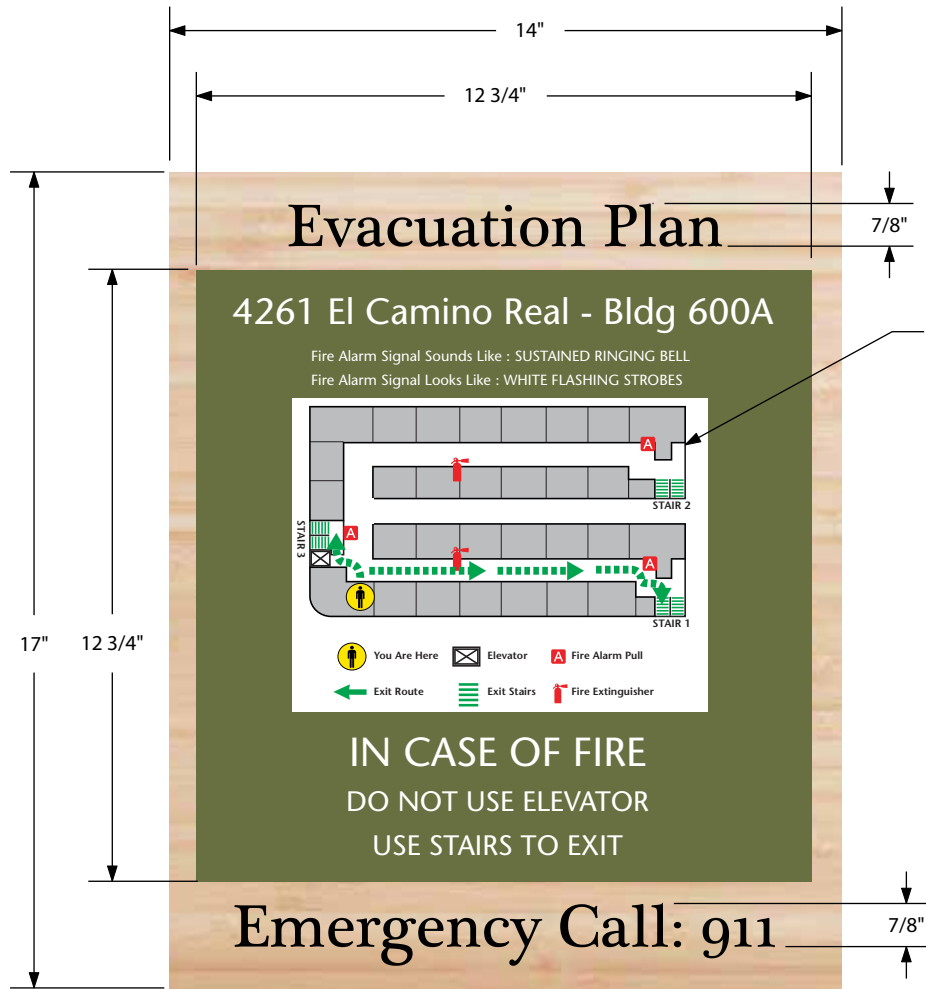 14"
12 3/4"
Evacuation Plan
7/8"
4261 El Camino Real - Bldg 600A
Fire Alarm Signal Sounds Like : SUSTAINED RINGING BELL
Fire Alarm Signal Looks Like : WHITE FLASHING STROBES
A
STAIR 2
STAIR 3
A
A
STAIR 1
17"
12 3/4"
You Are Here
Elevator
A Fire Alarm Pull
Exit Route
Exit Stairs
Fire Extinguisher
IN CASE OF FIRE
DO NOT USE ELEVATOR
USE STAIRS TO EXIT
Emergency Call: 911
7/8"